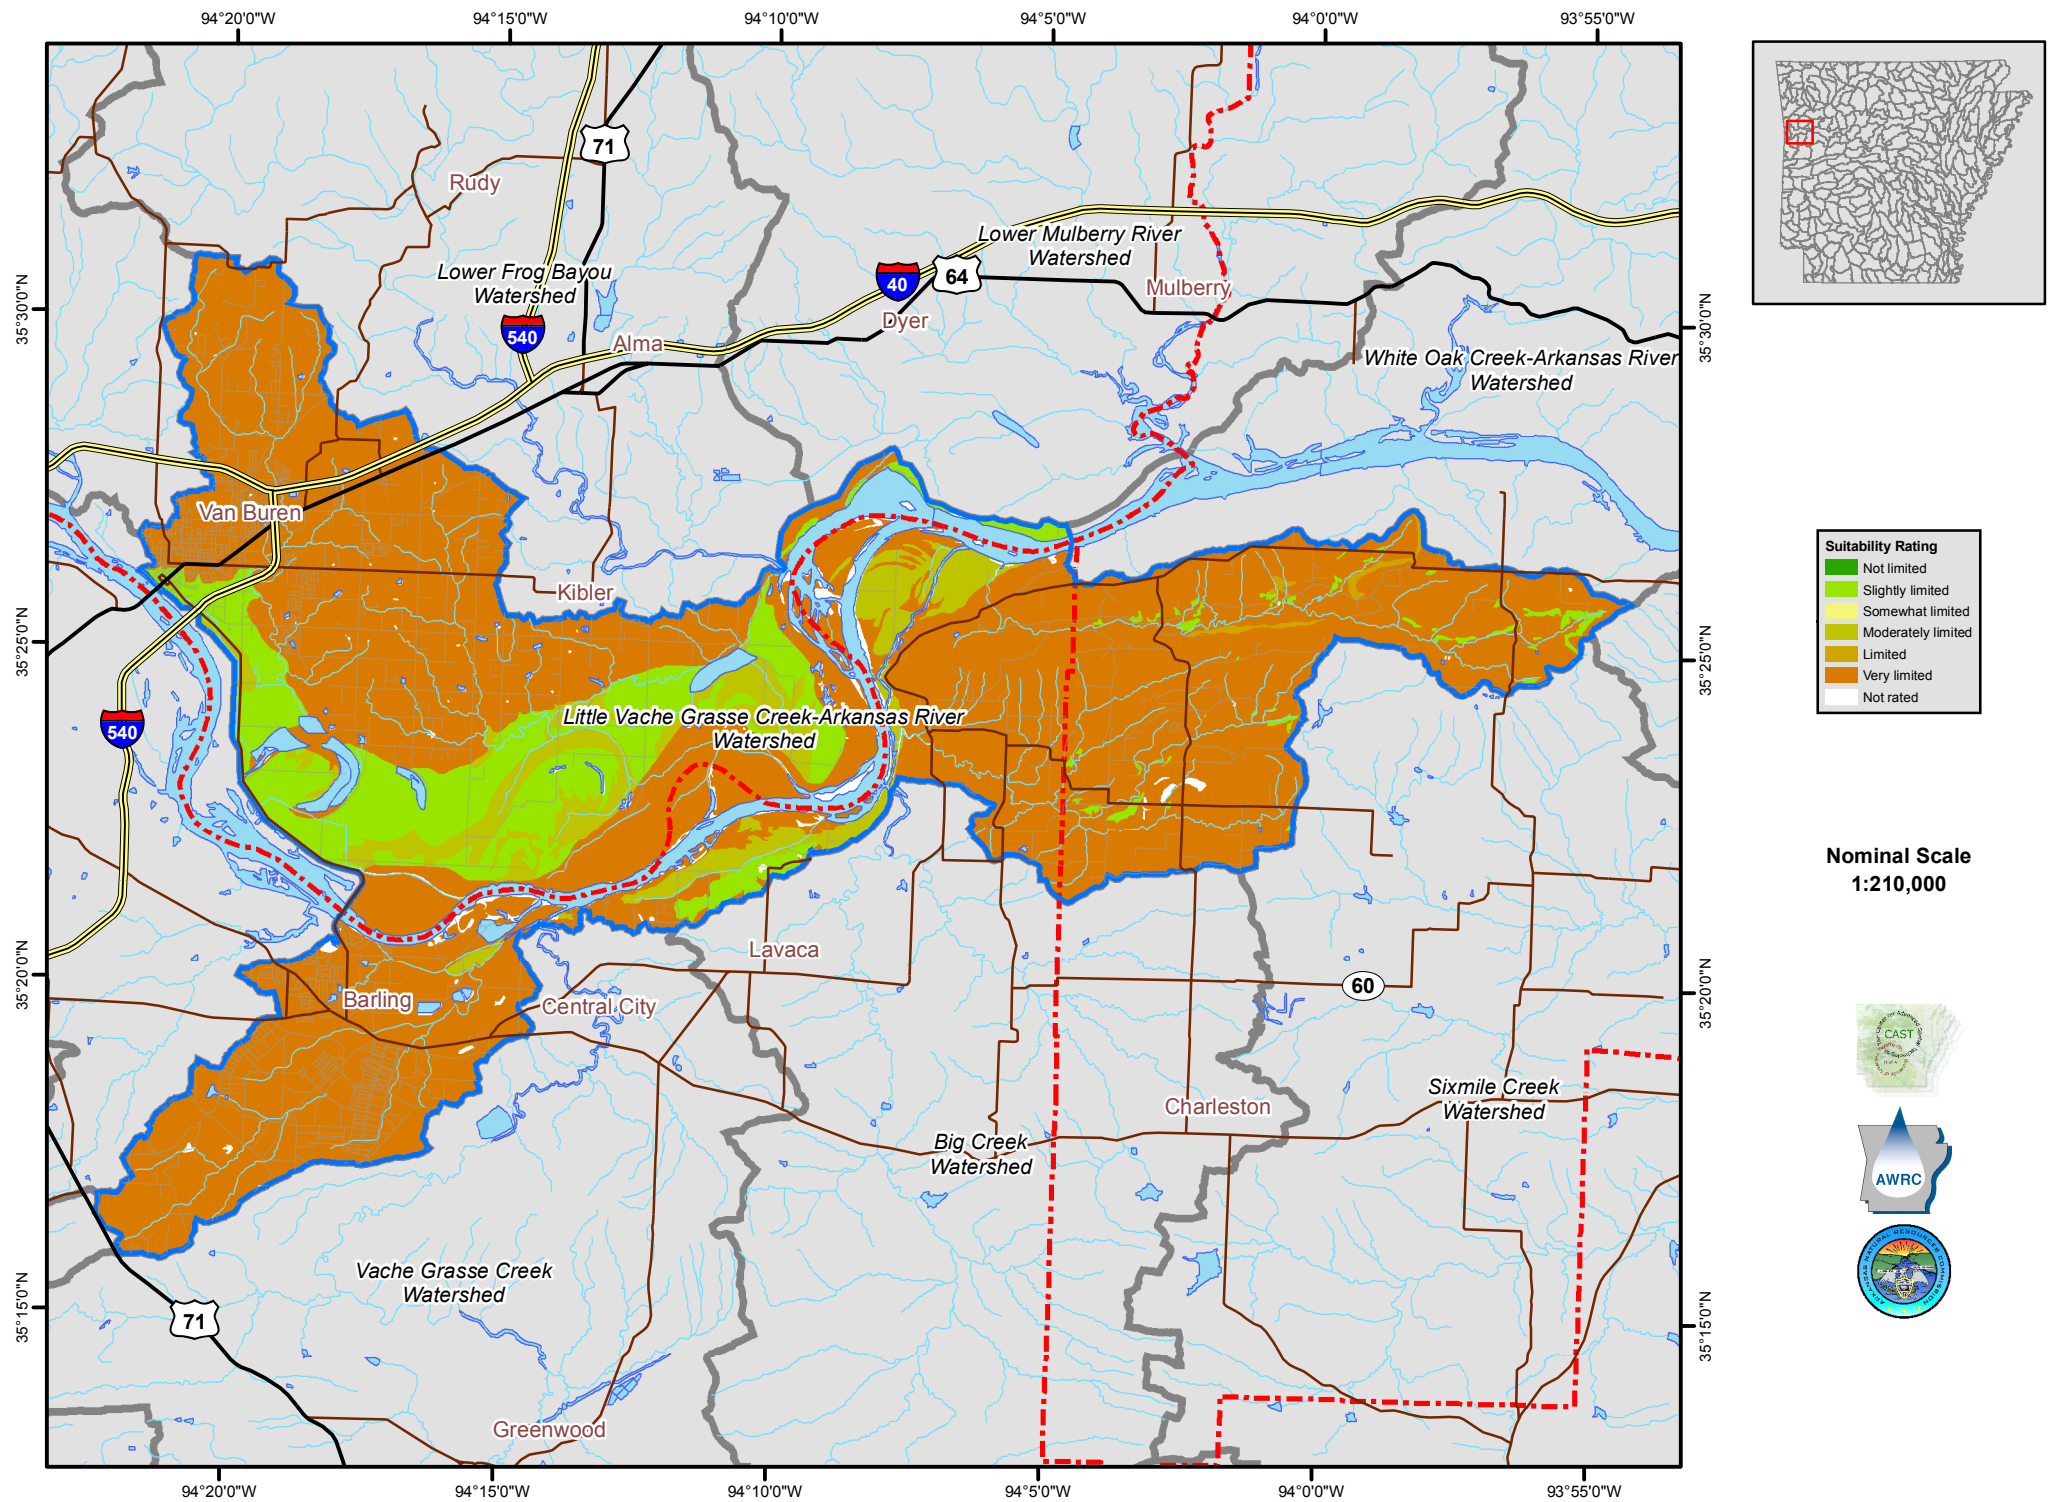 94°20'0"W
94°15'0"W
94°10'0"W
94°5'0"W
94°0'0"W
93°55'0"W
71
Rudy
Lower Mulberry River
Watershed
Lower Frog Bayou
Watershed
40
64
Mulberry
35°30'0"N
35°30'0"N
540
Dyer
Alma
White Oak Creek-Arkansas River
Watershed
Van Buren
Kibler
35°25'0"N
35°25'0"N
540
Little Vache Grasse Creek-Arkansas River
Watershed
Lavaca
35°20'0"N
35°20'0"N
60
Barling
Central City
Sixmile Creek
Watershed
Charleston
Big Creek
Watershed
Vache Grasse Creek
Watershed
35°15'0"N
35°15'0"N
71
Greenwood
94°20'0"W
94°15'0"W
94°10'0"W
94°5'0"W
94°0'0"W
93°55'0"W
Suitability Rating
Not limited
Slightly limited
Somewhat limited
Moderately limited
Limited
Very limited
Not rated
Nominal Scale
1:210,000
CAST
AWRC
ARKANSAS NATURAL RESOURCES COMMISSION